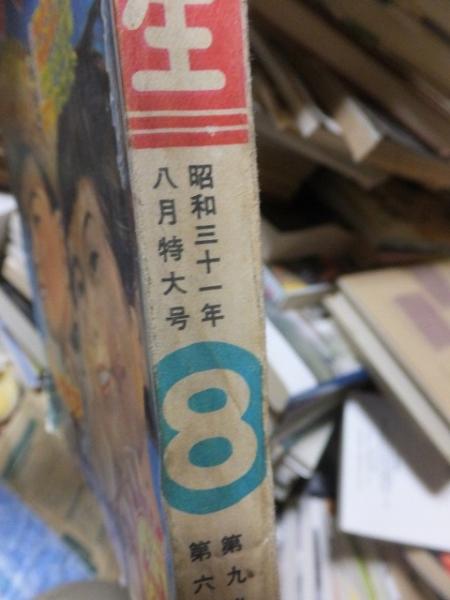 生
昭和三十一年
八月特大号
8
第九
第六